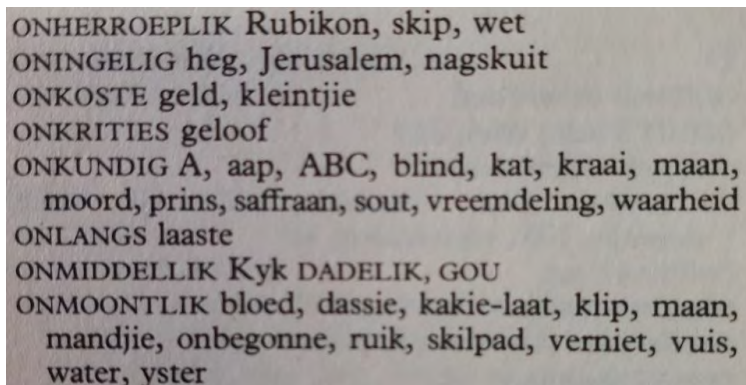 ONHERROEPLIK Rubikon, skip, wet
ONINGELIG heg, Jerusalem, nagskuit
ONKOSTE geld, kleintjie
ONKRITIES geloof
ONKUNDIG A, aap, ABC, blind, kat, kraai, maan,
moord, prins, saffraan, sout, vreemdeling, waarheid
ONLANGS laaste
ONMIDDELLIK Kyk DADELIK, GOU
ONMOONTLIK bloed, dassie, kakie-laat, klip, maan,
mandjie, onbegonne, ruik, skilpad, verniet, vuis,
water, yster